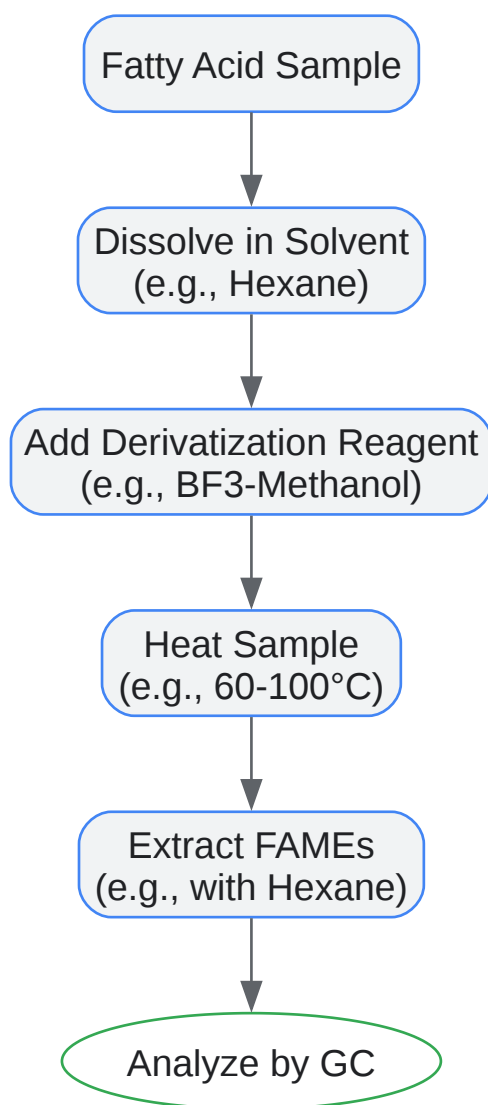 Fatty Acid Sample
Dissolve in Solvent
(e.g., Hexane)
Add Derivatization Reagent
(e.g., BF3-Methanol)
Heat Sample
(e.g., 60-100°C)
Extract FAMEs
(e.g., with Hexane)
Analyze by GC